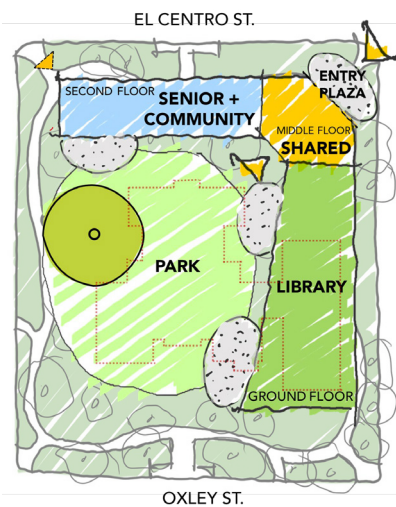 EL CENTRO ST.
ENTRY
PLAZA
SECOND FLOOR
SENIOR +
COMMUNITY
MIDDLE FLOOR
SHARED
PARK
LIBRARY
GROUND FLOOR
OXLEY ST.